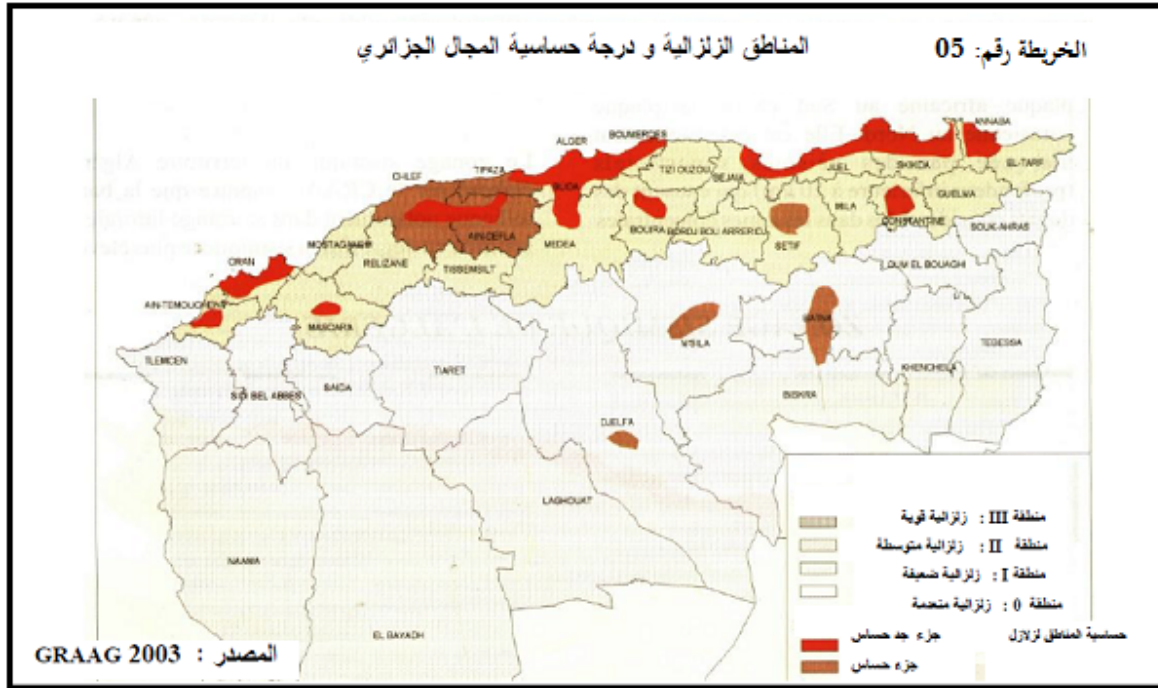 الخريطة رقم: 05
المناطق الزلزالية و درجة حساسية المجال الجزائري
ANNABA
BOUMERDES
ALGER
TIPAZA
CHLEF
BLIDA
TIZI OUZOU
BEJAIA
JIJEL
SKIKDA
EL-TARF
GUELMA
MILA
CONSTANTINE
SOUK-AHRAS
AIN-DEFLA
MEDEA
BOUIRA
BORDJ BOU ARRERIDJ
SETIF
MOSTAGANEM
RELIZANE
TISSEMSILT
ORAN
OUM EL BOUAGHI
AIN-TEMOUCHENT
MASCARA
M'SILA
BATNA
TEBESSA
KHENCHELA
TLEMCEN
SIDI BEL ABBES
SAIDA
TIARET
BISKRA
DJELFA
LAGHOUAT
NAAMA
EL BAYADH
منطقة III : زلزالية قوية
منطقة II : زلزالية متوسطة
منطقة I : زلزالية ضعيفة
منطقة 0 : زلزالية منعدمة
حساسية المناطق لزلازل
جزء جد حساس
جزء حساس
المصدر : GRAAG 2003